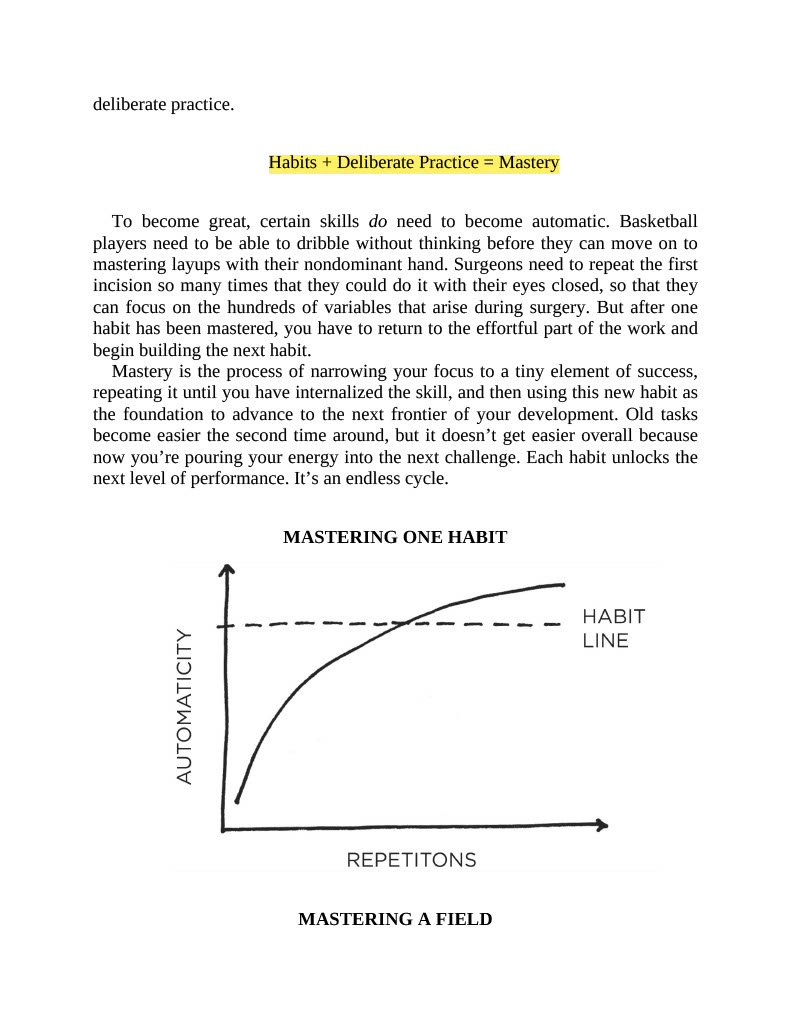 deliberate practice.
Habits + Deliberate Practice = Mastery
To become great, certain skills do need to become automatic. Basketball
players need to be able to dribble without thinking before they can move on to
mastering layups with their nondominant hand. Surgeons need to repeat the first
incision so many times that they could do it with their eyes closed, so that they
can focus on the hundreds of variables that arise during surgery. But after one
habit has been mastered, you have to return to the effortful part of the work and
begin building the next habit.
Mastery is the process of narrowing your focus to a tiny element of success,
repeating it until you have internalized the skill, and then using this new habit as
the foundation to advance to the next frontier of your development. Old tasks
become easier the second time around, but it doesn’t get easier overall because
now you’re pouring your energy into the next challenge. Each habit unlocks the
next level of performance. It’s an endless cycle.
MASTERING ONE HABIT
HABIT
LINE
AUTOMATICITY
REPETITONS
MASTERING A FIELD